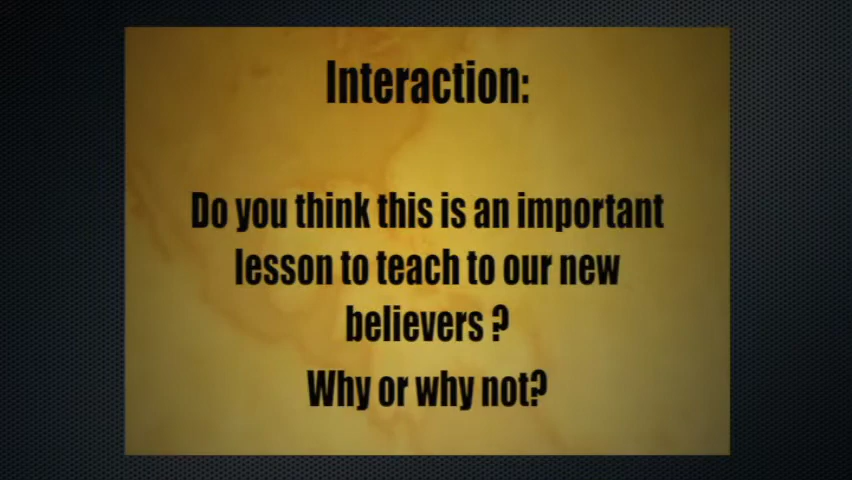 Interaction:
Do you think this is an important
lesson to teach to our new
believers ?
Why or why not?